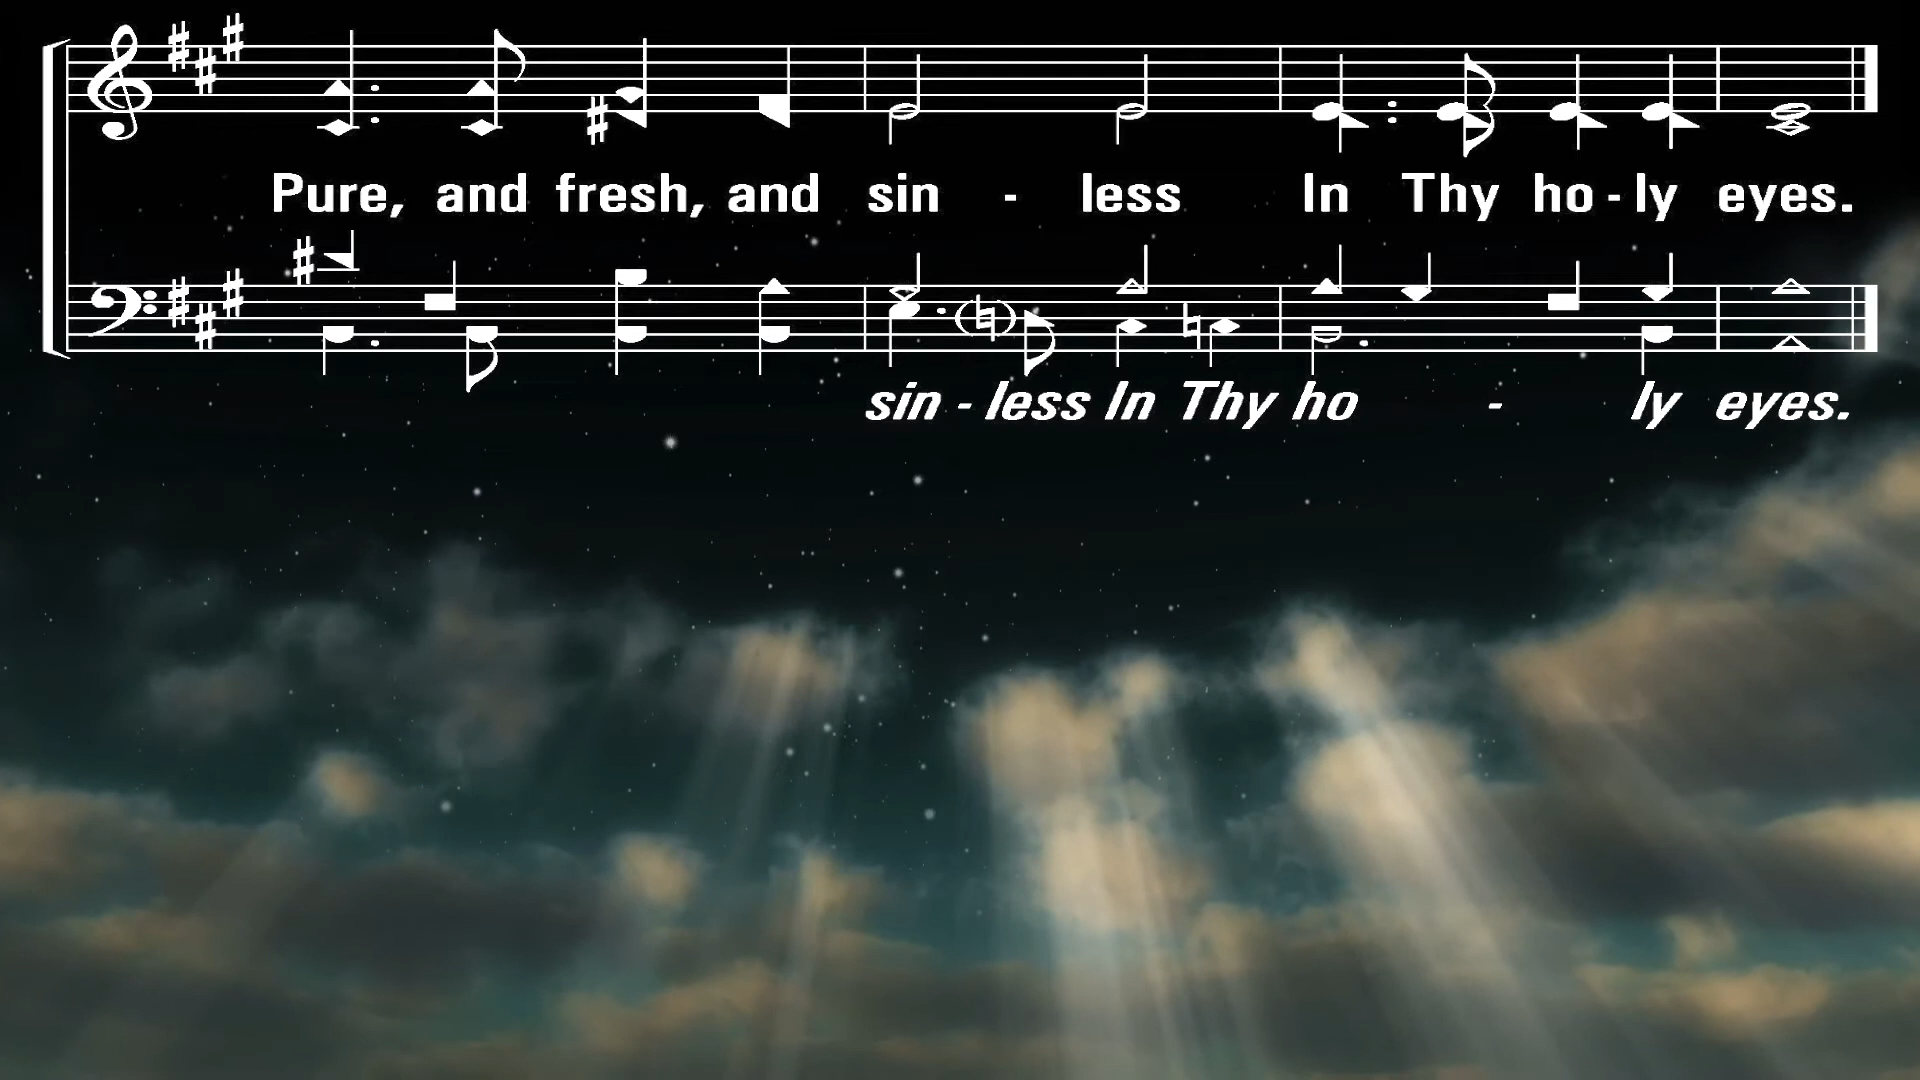 Pure, and fresh, and sin - less In Thy ho - ly eyes.
sin - less In Thy ho - ly eyes.